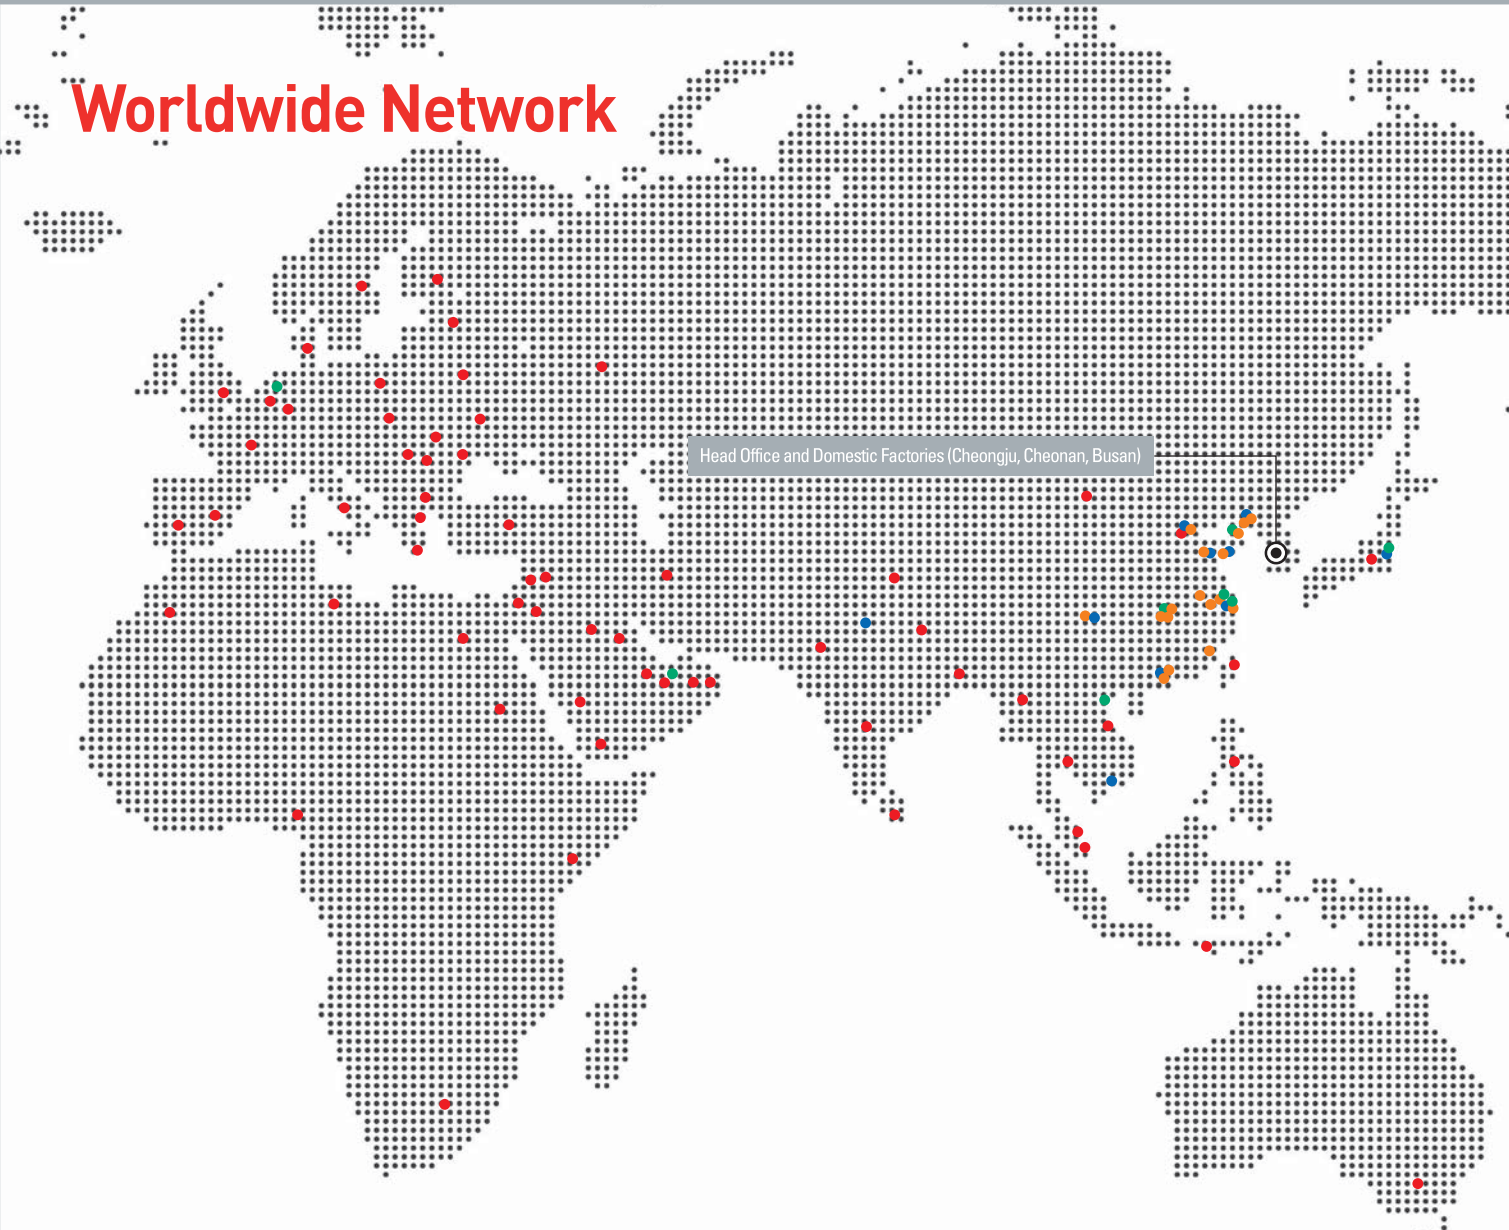 Worldwide Network
Head Office and Domestic Factories (Cheongju, Cheonan, Busan)